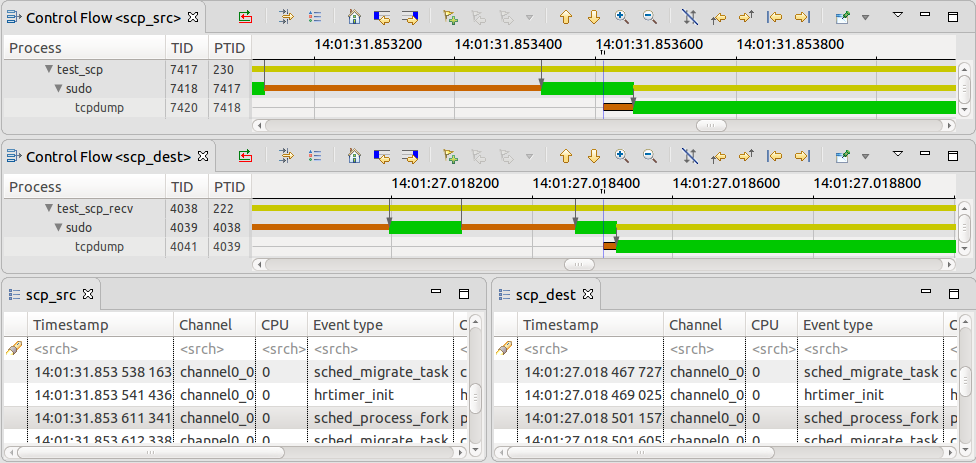 Control Flow <scp_src>
Process TID PTID 14:01:31.853200 14:01:31.853400 14:01:31.853600 14:01:31.853800
test_scp 7417 230
sudo 7418 7417
tcpdump 7420 7418
Control Flow <scp_dest>
Process TID PTID 14:01:27.018200 14:01:27.018400 14:01:27.018600 14:01:27.018800
test_scp_recv 4038 222
sudo 4039 4038
tcpdump 4041 4039
scp_src
Timestamp Channel CPU Event type C
<srch> <srch> <srch> <srch> <
14:01:31.853 538 163 channel0_0 0 sched_migrate_task c
14:01:31.853 541 436 channel0_0 0 hrtimer_init c
14:01:31.853 611 341 channel0_0 0 sched_process_fork p
14:01:31.853 612 338 channel0_0 0 sched_migrate_task c
scp_dest
Timestamp Channel CPU Event type C
<srch> <srch> <srch> <srch> <
14:01:27.018 467 727 channel0_0 0 sched_migrate_task c
14:01:27.018 469 025 channel0_0 0 hrtimer_init c
14:01:27.018 501 157 channel0_0 0 sched_process_fork p
14:01:27.018 501 605 channel0_0 0 sched_migrate_task c